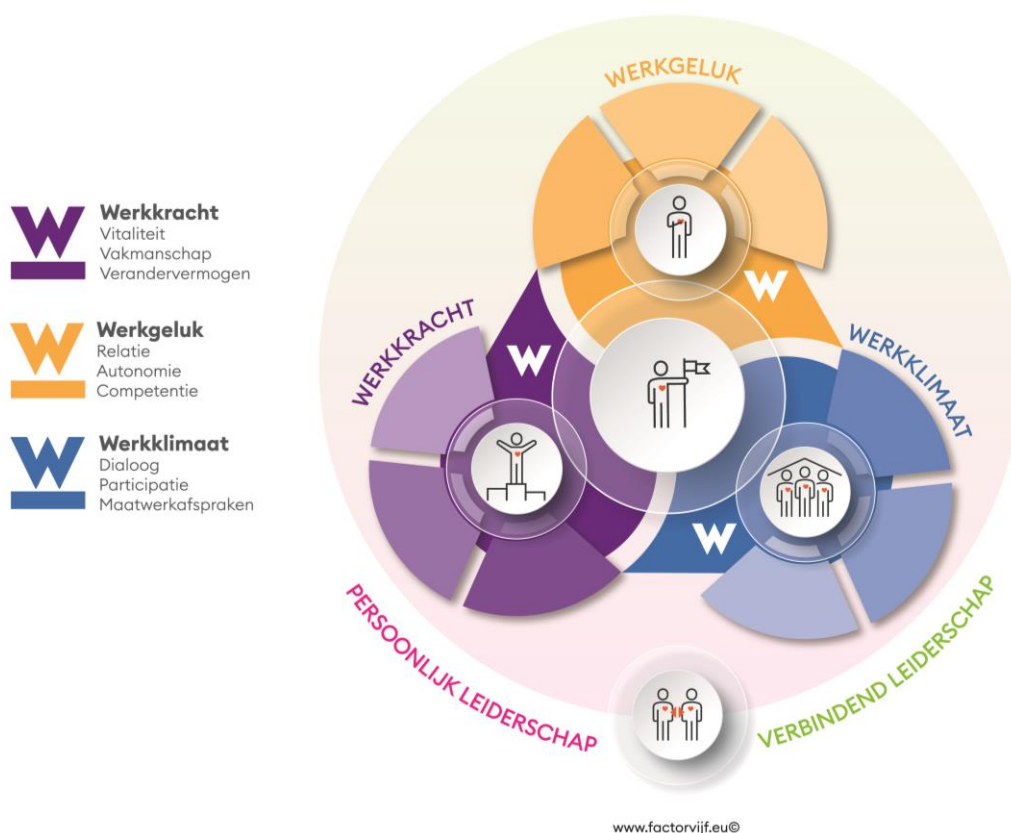 WERKGELUK
W
Werkkracht
Vitaliteit
Vakmanschap
Verandervermogen
W
Werkgeluk
Relatie
Autonomie
Competentie
W
Werkklimaat
Dialoog
Participatie
Maatwerkafspraken
WERKKRACHT
WERKKLIMAAT
W
W
W
PERSOONLIJK LEIDERSCHAP
VERBINDEND LEIDERSCHAP
www.factorvijf.eu©